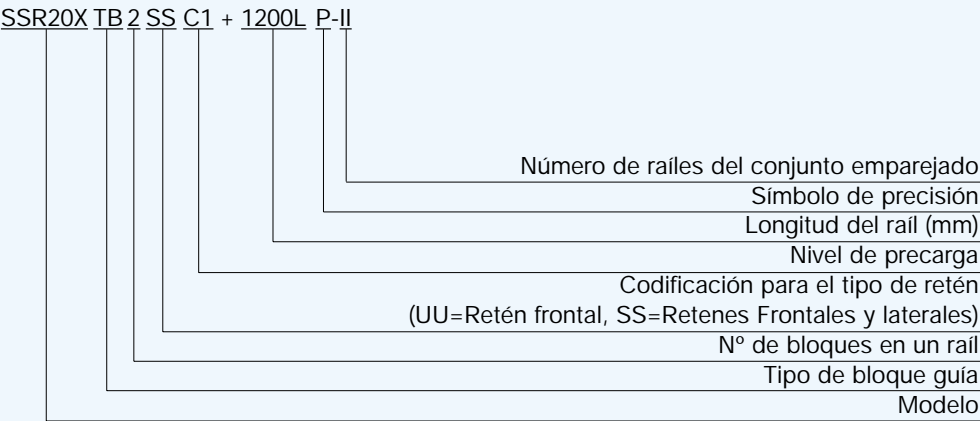 SSR20X TB 2 SS C1 + 1200L P-II
Número de raíles del conjunto emparejado
Símbolo de precisión
Longitud del raíl (mm)
Nivel de precarga
Codificación para el tipo de retén
(UU=Retén frontal, SS=Retenes Frontales y laterales)
Nº de bloques en un raíl
Tipo de bloque guía
Modelo